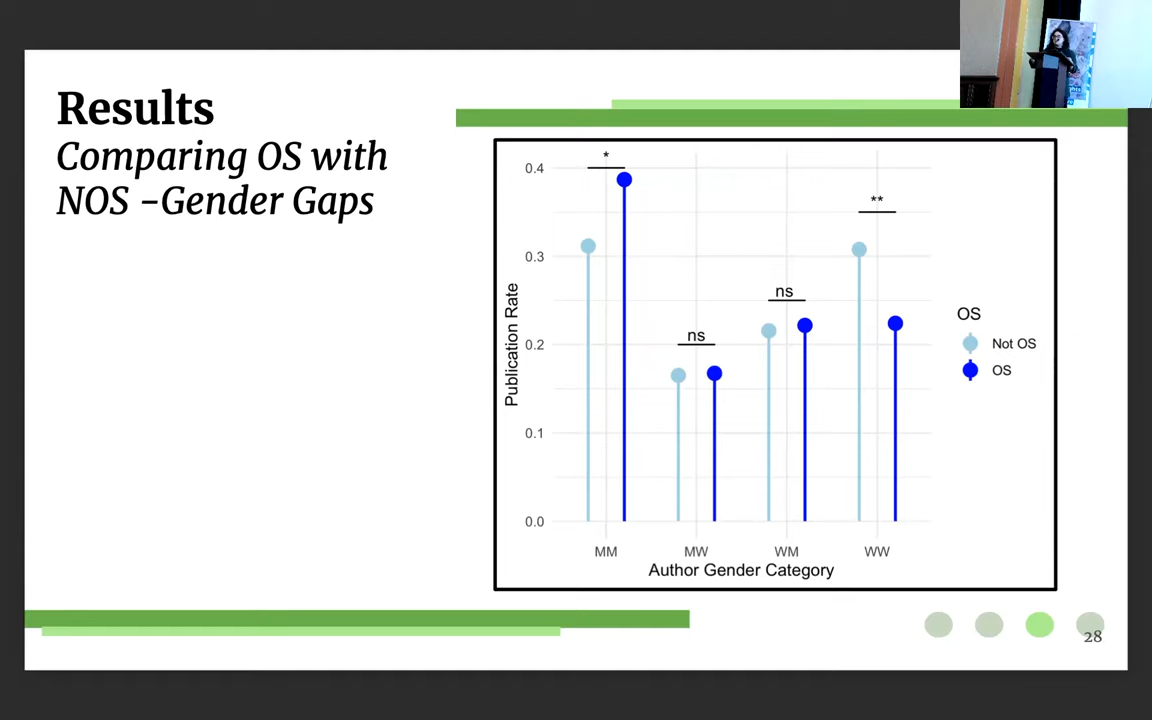 Results
Comparing OS with
NOS –Gender Gaps
*
**
ns
ns
0.4
0.3
0.2
0.1
0.0
Publication Rate
MM
MW
WM
WW
Author Gender Category
OS
Not OS
OS
28